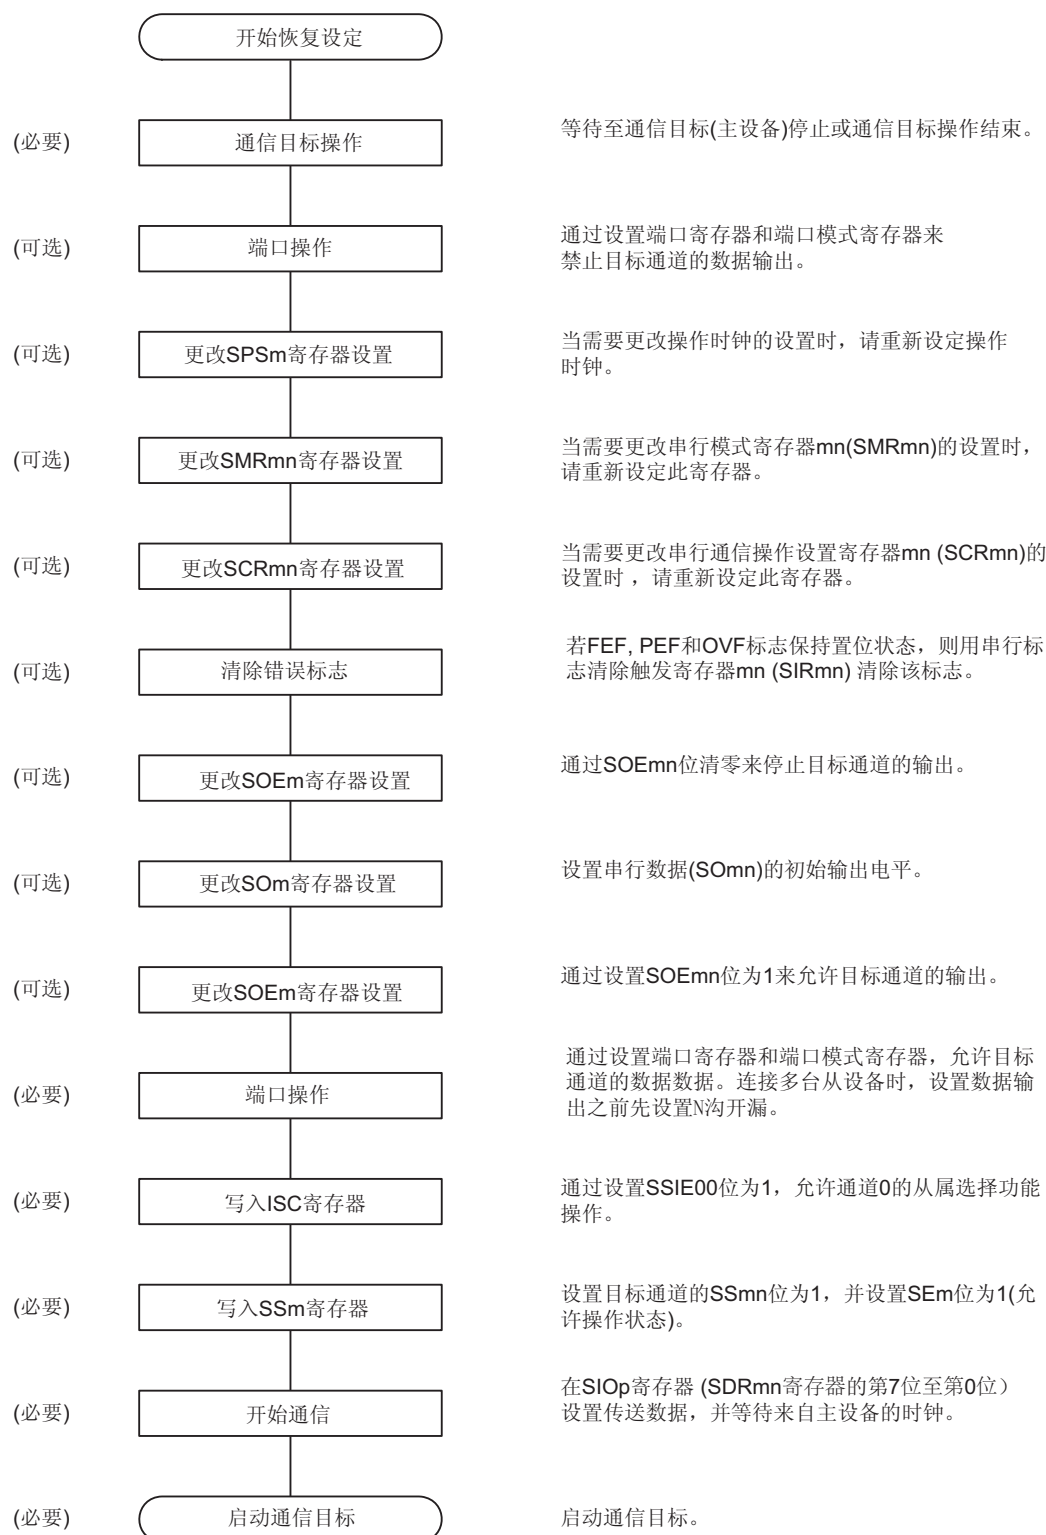 开始恢复设定
(必要)
通信目标操作
等待至通信目标(主设备)停止或通信目标操作结束。
(可选)
端口操作
通过设置端口寄存器和端口模式寄存器来
禁止目标通道的数据输出。
(可选)
更改SPSm寄存器设置
当需要更改操作时钟的设置时，请重新设定操作
时钟。
(可选)
更改SMRmn寄存器设置
当需要更改串行模式寄存器mn(SMRmn)的设置时，
请重新设定此寄存器。
(可选)
更改SCRmn寄存器设置
当需要更改串行通信操作设置寄存器mn (SCRmn)的
设置时 ，请重新设定此寄存器。
(可选)
清除错误标志
若FEF, PEF和OVF标志保持置位状态，则用串行标
志清除触发寄存器mn (SIRmn) 清除该标志。
(可选)
更改SOEm寄存器设置
通过SOEmn位清零来停止目标通道的输出。
(可选)
更改SOm寄存器设置
设置串行数据(SOmn)的初始输出电平。
(可选)
更改SOEm寄存器设置
通过设置SOEmn位为1来允许目标通道的输出。
(必要)
端口操作
通过设置端口寄存器和端口模式寄存器，允许目标
通道的数据数据。连接多台从设备时，设置数据输
出之前先设置N沟开漏。
(必要)
写入ISC寄存器
通过设置SSIE00位为1，允许通道0的从属选择功能
操作。
(必要)
写入SSm寄存器
设置目标通道的SSmn位为1，并设置SEm位为1(允
许操作状态)。
(必要)
开始通信
在SIOp寄存器 (SDRmn寄存器的第7位至第0位）
设置传送数据，并等待来自主设备的时钟。
(必要)
启动通信目标
启动通信目标。